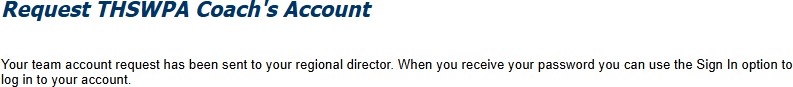 Request THSWPA Coach's Account
Your team account request has been sent to your regional director. When you receive your password you can use the Sign In option to
log in to your account.